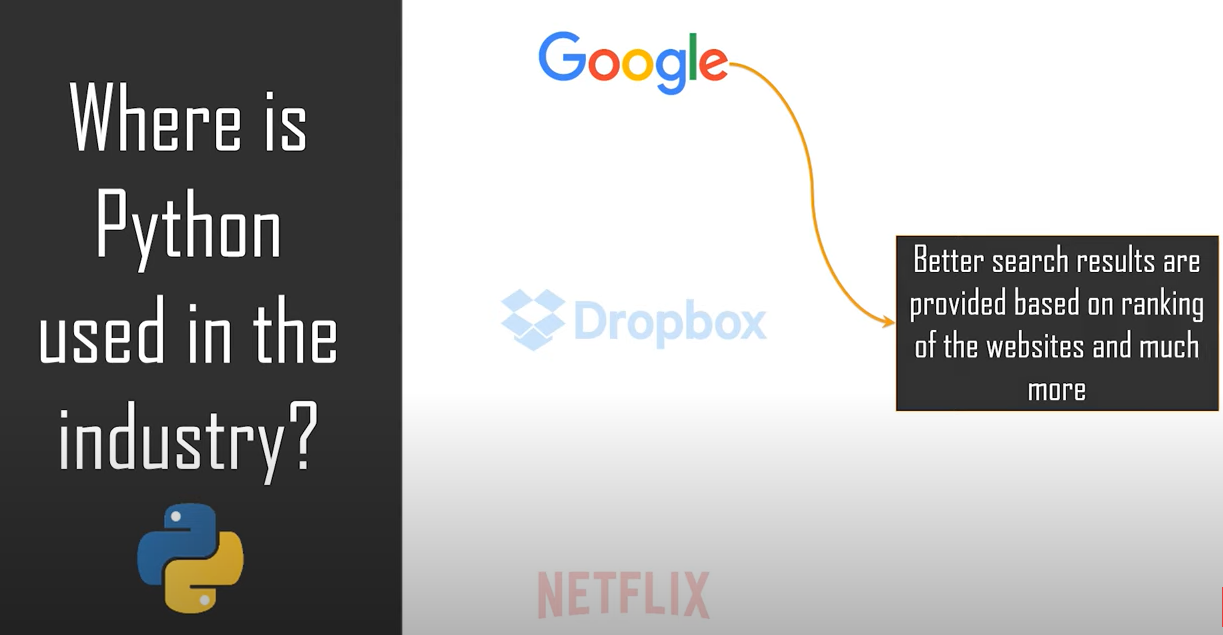 Where is
Python
used in the
industry?
Google
Dropbox
Better search results are
provided based on ranking
of the websites and much
more
NETFLIX